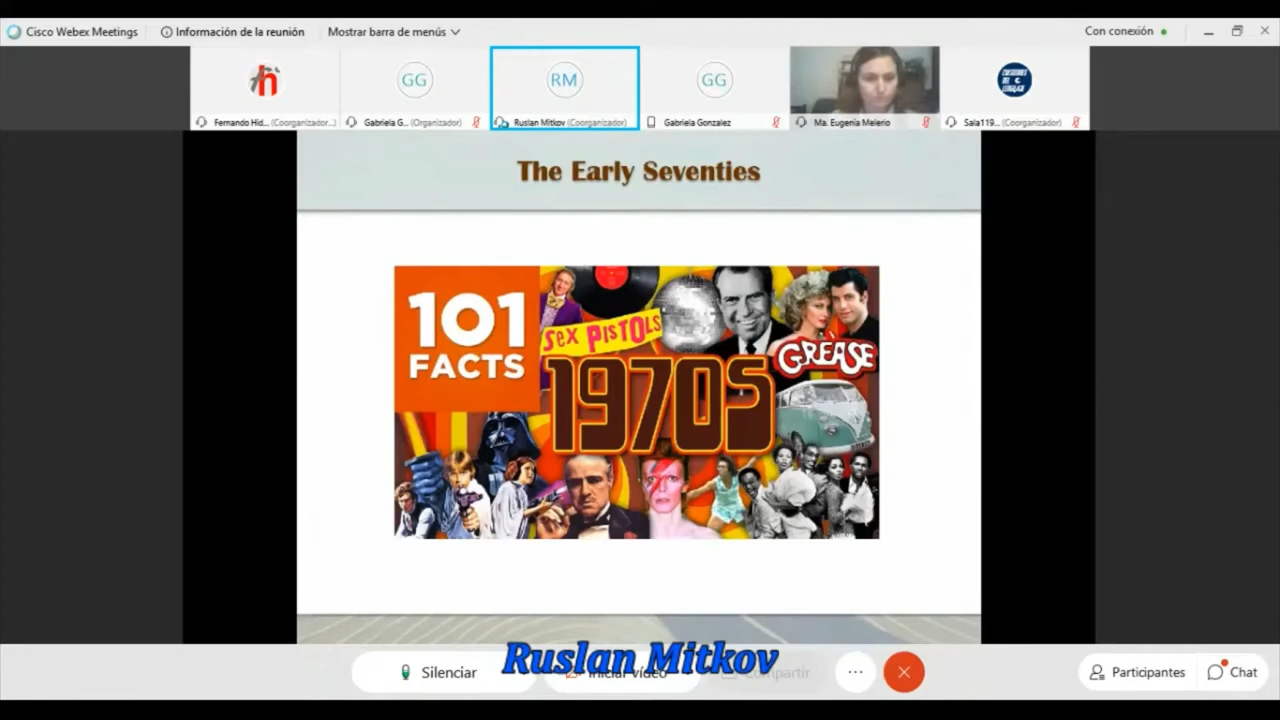 Cisco Webex Meetings
Información de la reunión
Mostrar barra de menús
Con conexión
h
GG
RM
GG
Fernando Hid... (Coorganizador...)
Gabriela G... (Organizador)
Ruslan Mitkov (Coorganizador)
Gabriela Gonzalez
Ma. Eugenia Melerio
Sala119... (Coorganizador)
The Early Seventies
101
FACTS
SEX PISTOLS
GREASE
1970S
Ruslan Mitkov
Silenciar
Iniciar vídeo
Compartir
Participantes
Chat